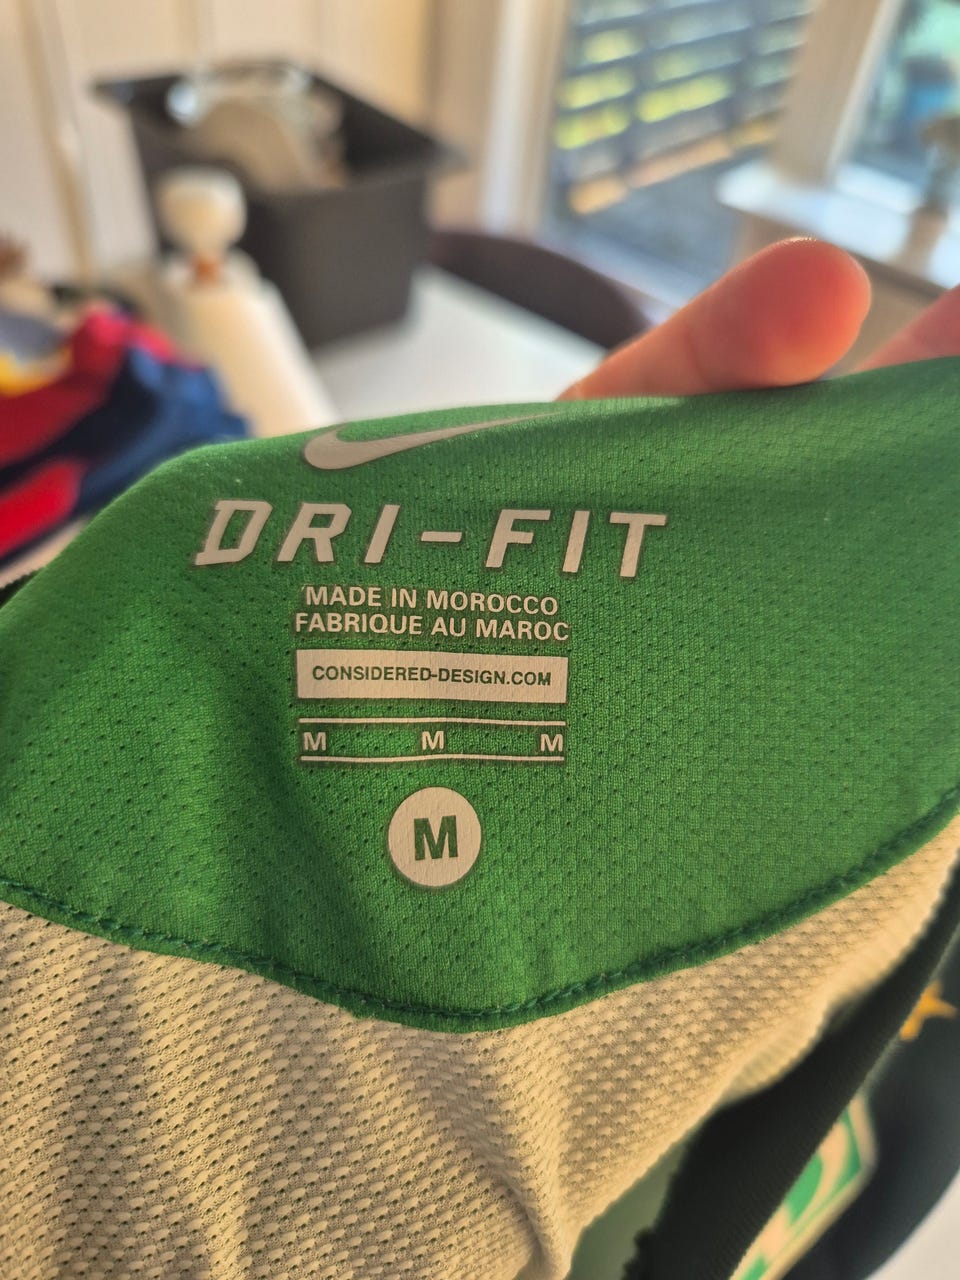 DRI-FIT
MADE IN MOROCCO
FABRIQUE AU MAROC
CONSIDERED-DESIGN.COM
M M M
M